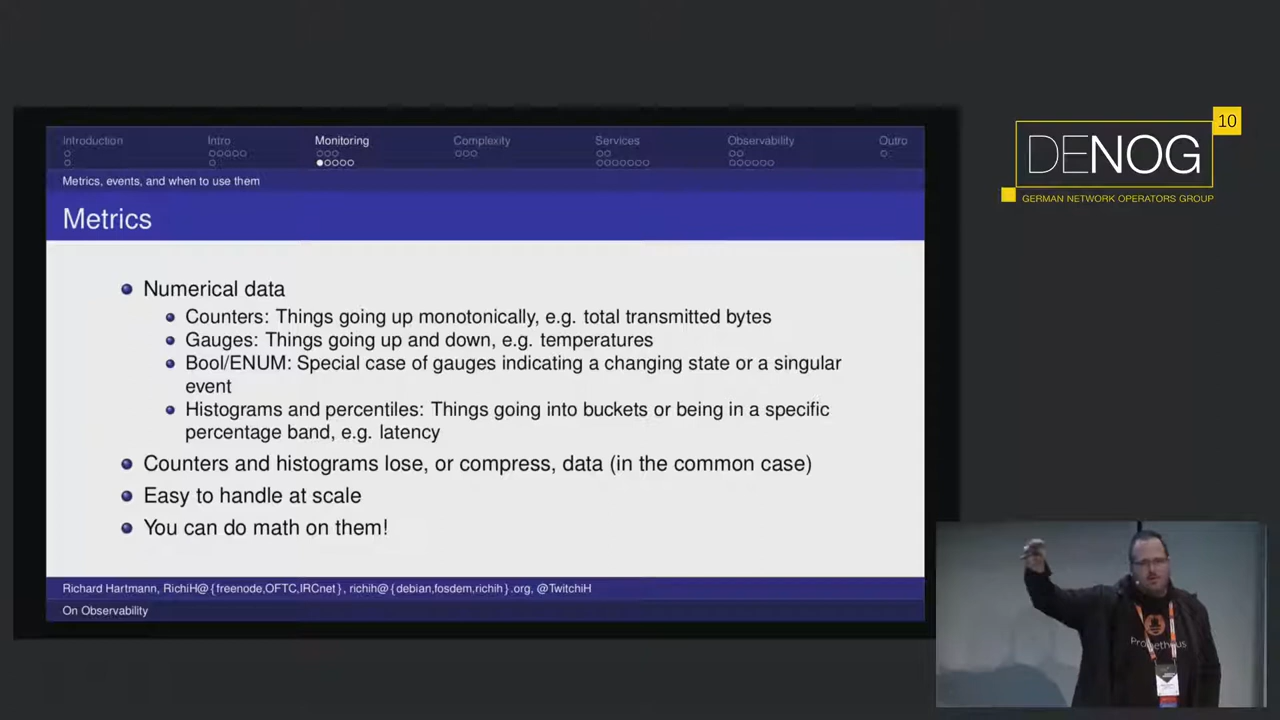 Introduction Intro Monitoring Complexity Services Observability Outro
Metrics, events, and when to use them
Metrics
Numerical data
Counters: Things going up monotonically, e.g. total transmitted bytes
Gauges: Things going up and down, e.g. temperatures
Bool/ENUM: Special case of gauges indicating a changing state or a singular
event
Histograms and percentiles: Things going into buckets or being in a specific
percentage band, e.g. latency
Counters and histograms lose, or compress, data (in the common case)
Easy to handle at scale
You can do math on them!
Richard Hartmann, RichiH@{freenode,OFTC,IRCnet}, richih@{debian,fosdem,richih}.org, @TwitchiH
On Observability
10
DENOG
GERMAN NETWORK OPERATORS GROUP
Prometheus